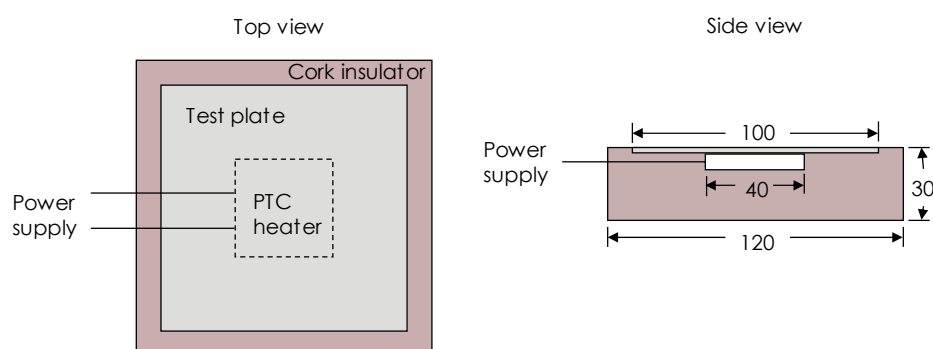 Top view
Cork insulator
Test plate
PTC
heater
Power
supply
Side view
100
Power
supply
40
30
120